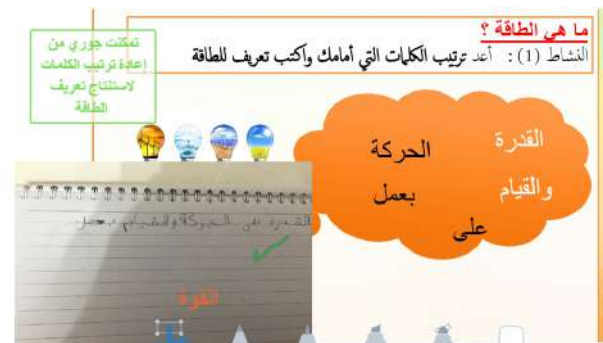 ما هي الطاقة ؟
النشاط (1) : أعد ترتيب الكلمات التي أمامك واكتب تعريف للطاقة
تمكنت جوري من
إعادة ترتيب الكلمات
لاستنتاج تعريف
الطاقة
القدرة
الحركة
والقيام
بعمل
على
القدرة على الحركة والقيام بعمل
القوة